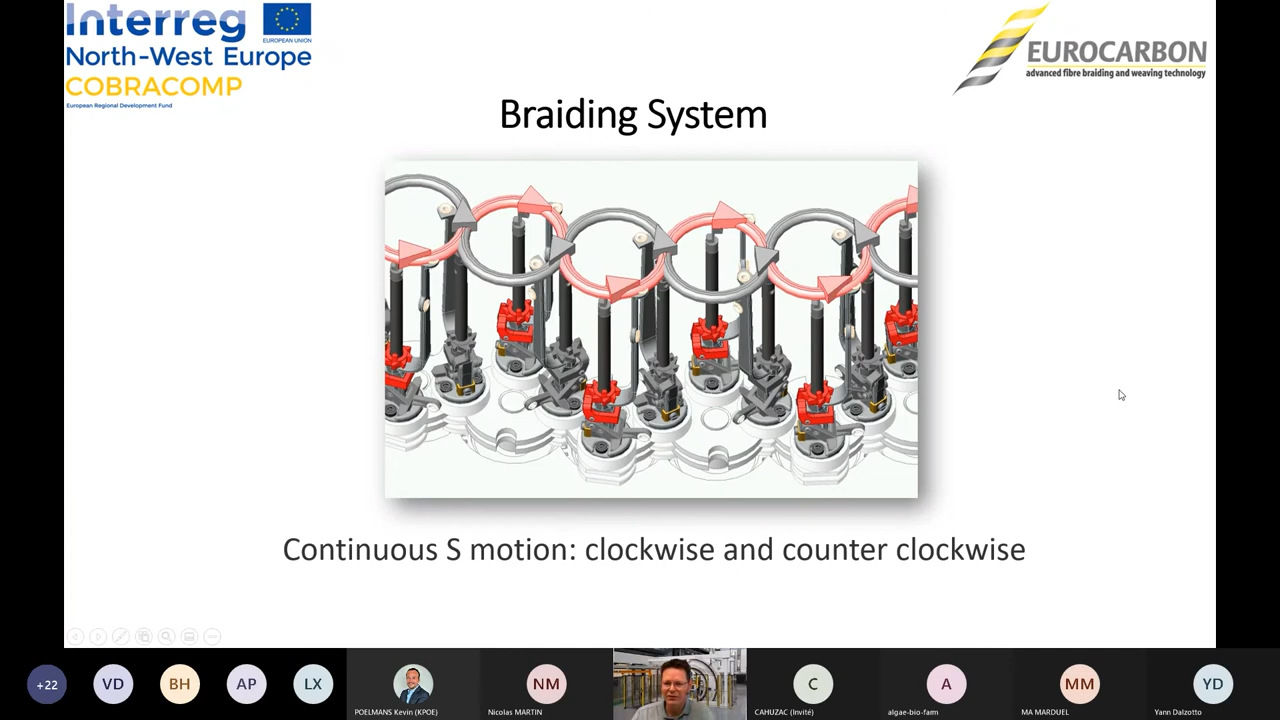 Interreg
EUROPEAN UNION
North-West Europe
COBRACOMP
European Regional Development Fund
EUROCARBON
advanced fibre braiding and weaving technology
Braiding System
Continuous S motion: clockwise and counter clockwise
+22
VD
BH
AP
LX
POELMANS Kevin (KPOE)
NM
Nicolas MARTIN
C
CAHUZAC (Invité)
A
algae-bio-farm
MM
MA MARDUEL
YD
Yann Dalzotto